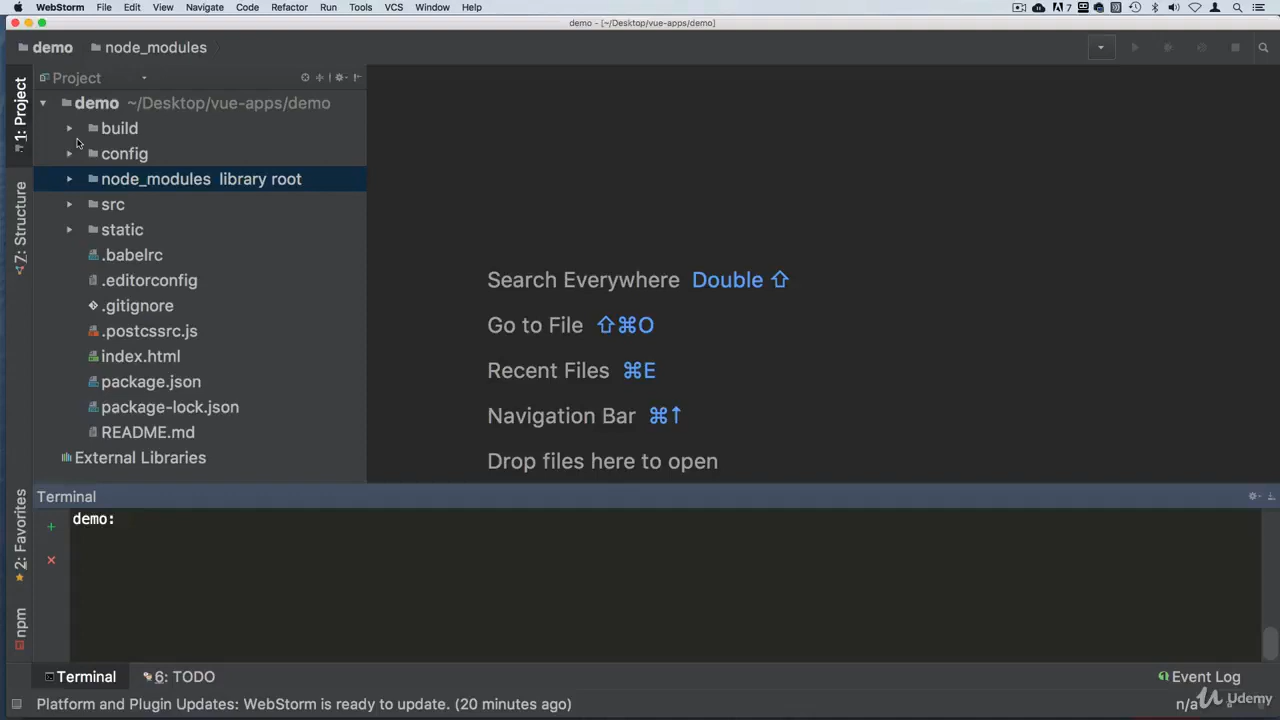 WebStorm File Edit View Navigate Code Refactor Run Tools VCS Window Help
7
demo - [~/Desktop/vue-apps/demo]
demo node_modules
Project
demo ~/Desktop/vue-apps/demo
build
config
node_modules library root
src
static
.babelrc
.editorconfig
.gitignore
.postcssrc.js
index.html
package.json
package-lock.json
README.md
External Libraries
1: Project
7: Structure
2: Favorites
npm
Search Everywhere Double ⇧
Go to File ⇧⌘O
Recent Files ⌘E
Navigation Bar ⌘↑
Drop files here to open
Terminal
demo:
Terminal 6: TODO Event Log
Platform and Plugin Updates: WebStorm is ready to update. (20 minutes ago) n/a
Udemy